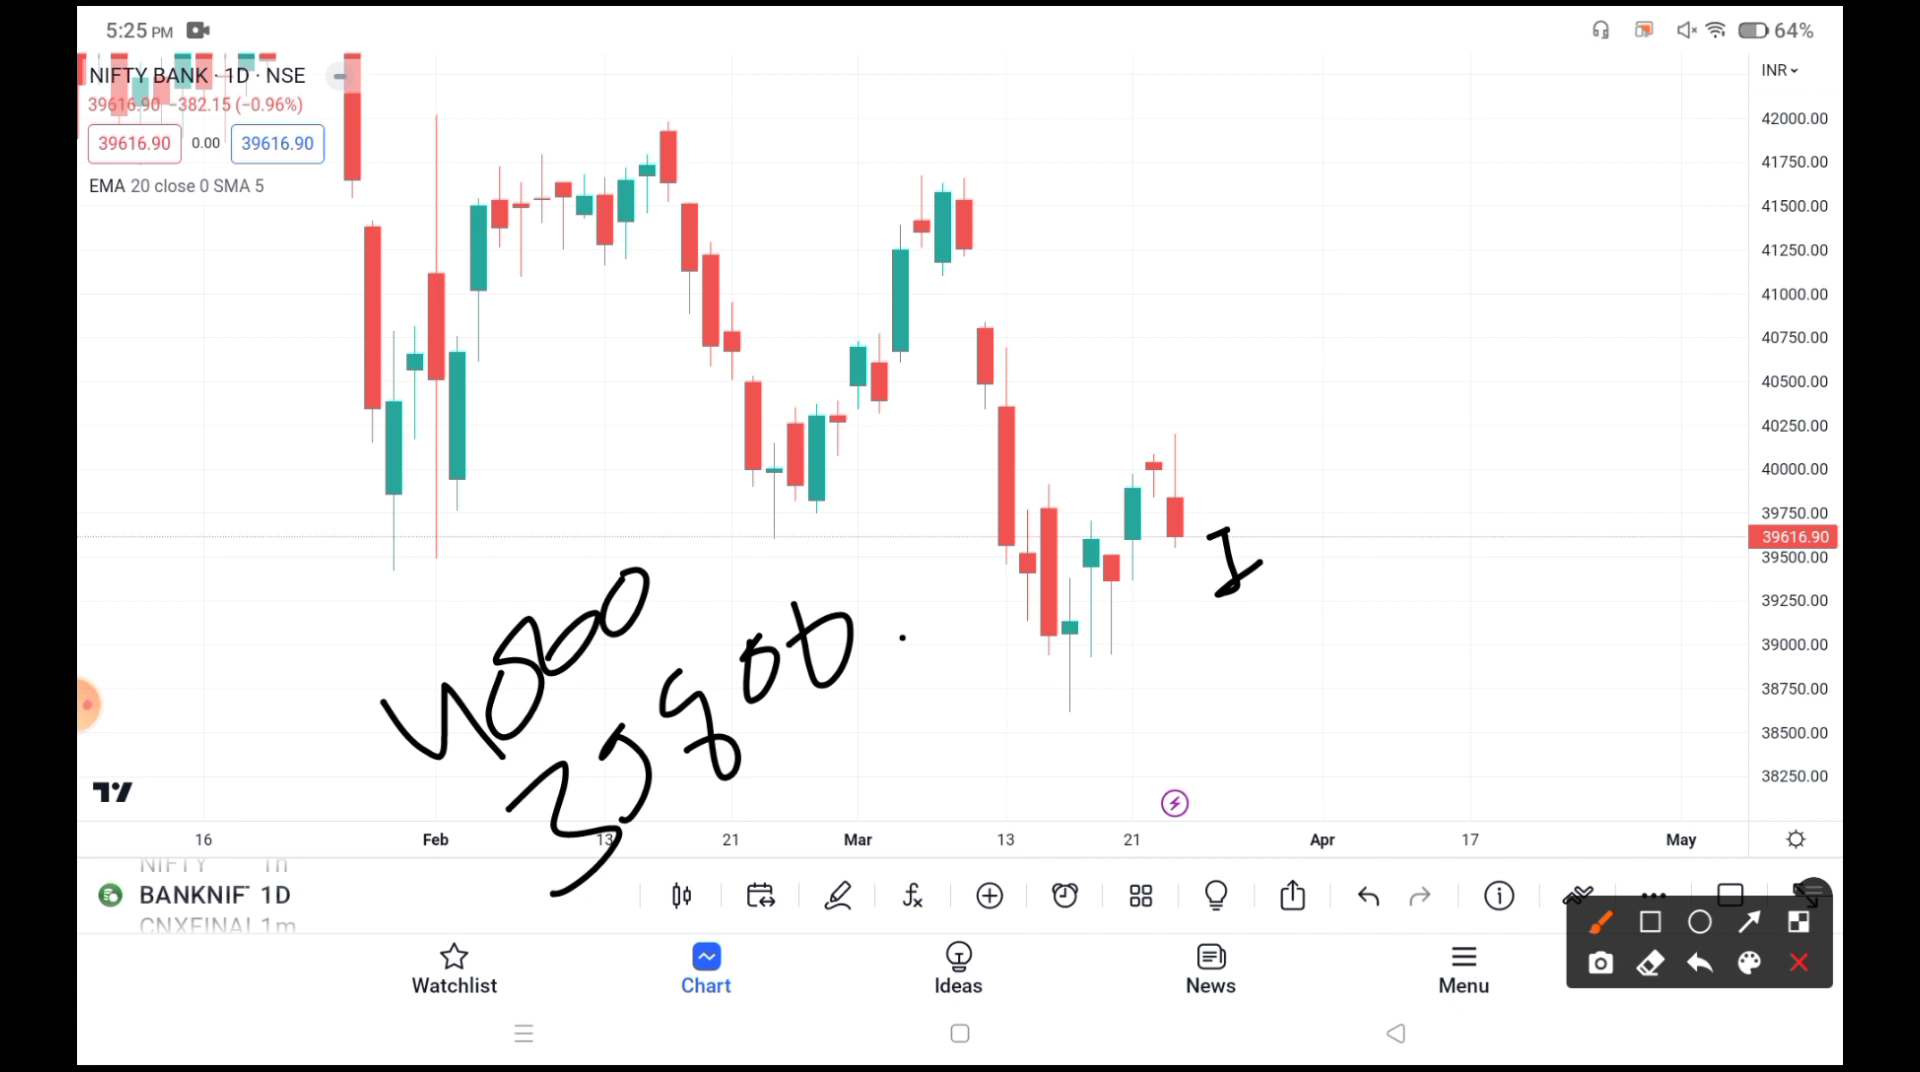 5:25 PM 64%
NIFTY BANK · 1D · NSE
INR
39616.90 −382.15 (−0.96%)
39616.90 0.00 39616.90
EMA 20 close 0 SMA 5
42000.00
41750.00
41500.00
41250.00
41000.00
40750.00
40500.00
40250.00
40000.00
39750.00
39616.90
39500.00
39250.00
39000.00
38750.00
38500.00
38250.00
16 Feb 13 21 Mar 13 21 Apr 17 May
NIFTY 1h
BANKNIF 1D
CNXFINAI 1m
Watchlist Chart Ideas News Menu